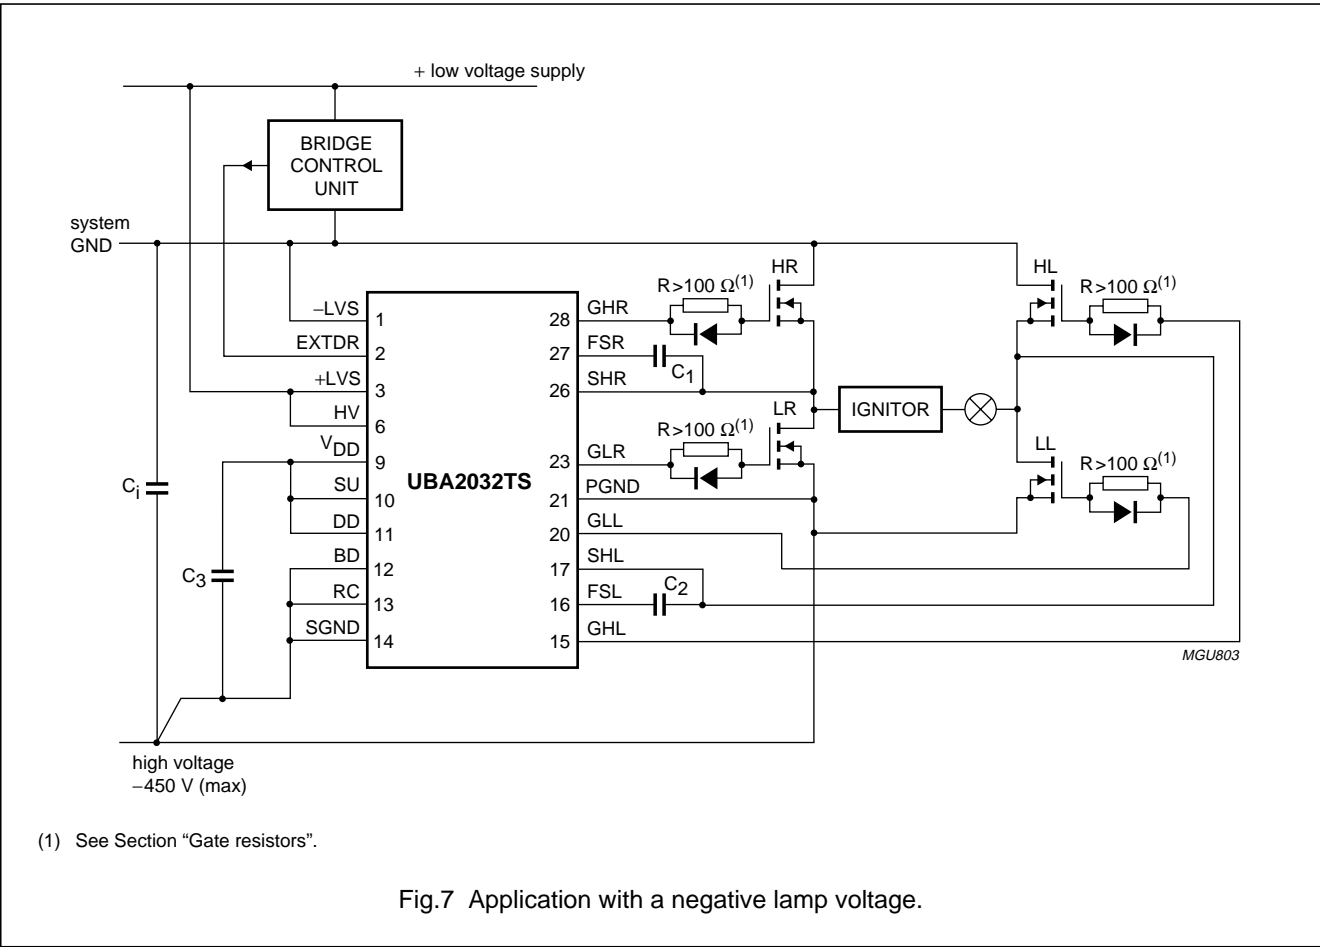 + low voltage supply
BRIDGE
CONTROL
UNIT
system
GND
HR
HL
R>100 Ω(1)
R>100 Ω(1)
−LVS
1
28
GHR
EXTDR
2
27
FSR
C1
+LVS
3
26
SHR
HV
6
LR
IGNITOR
LL
R>100 Ω(1)
R>100 Ω(1)
VDD
9
23
GLR
UBA2032TS
Ci
SU
10
21
PGND
DD
11
20
GLL
BD
12
17
SHL
C3
C2
RC
13
16
FSL
SGND
14
15
GHL
MGU803
high voltage
−450 V (max)
(1) See Section “Gate resistors”.
Fig.7 Application with a negative lamp voltage.